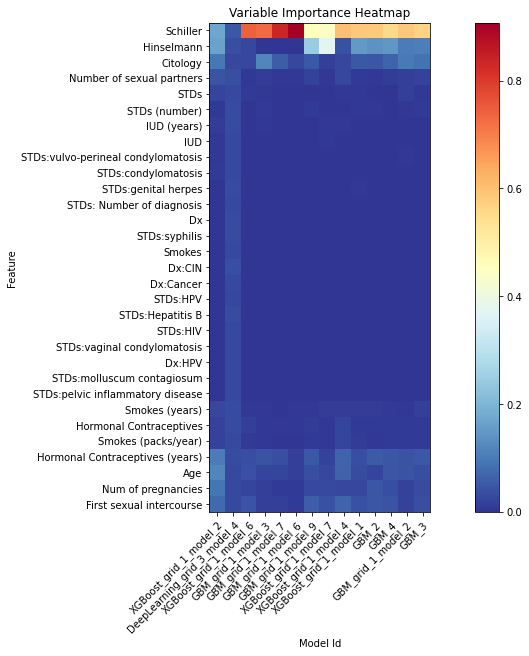 Variable Importance Heatmap
Feature
Schiller
Hinselmann
Citology
Number of sexual partners
STDs
STDs (number)
IUD (years)
IUD
STDs:vulvo-perineal condylomatosis
STDs:condylomatosis
STDs:genital herpes
STDs: Number of diagnosis
Dx
STDs:syphilis
Smokes
Dx:CIN
Dx:Cancer
STDs:HPV
STDs:Hepatitis B
STDs:HIV
STDs:vaginal condylomatosis
Dx:HPV
STDs:molluscum contagiosum
STDs:pelvic inflammatory disease
Smokes (years)
Hormonal Contraceptives
Smokes (packs/year)
Hormonal Contraceptives (years)
Age
Num of pregnancies
First sexual intercourse
XGBoost_grid_1_model_2
DeepLearning_grid_3_model_4
XGBoost_grid_1_model_6
GBM_grid_1_model_3
GBM_grid_1_model_7
GBM_grid_1_model_6
GBM_grid_1_model_9
XGBoost_grid_1_model_7
XGBoost_grid_1_model_4
XGBoost_grid_1_model_1
GBM_2
GBM_4
GBM_grid_1_model_2
GBM_3
Model Id
0.8
0.6
0.4
0.2
0.0